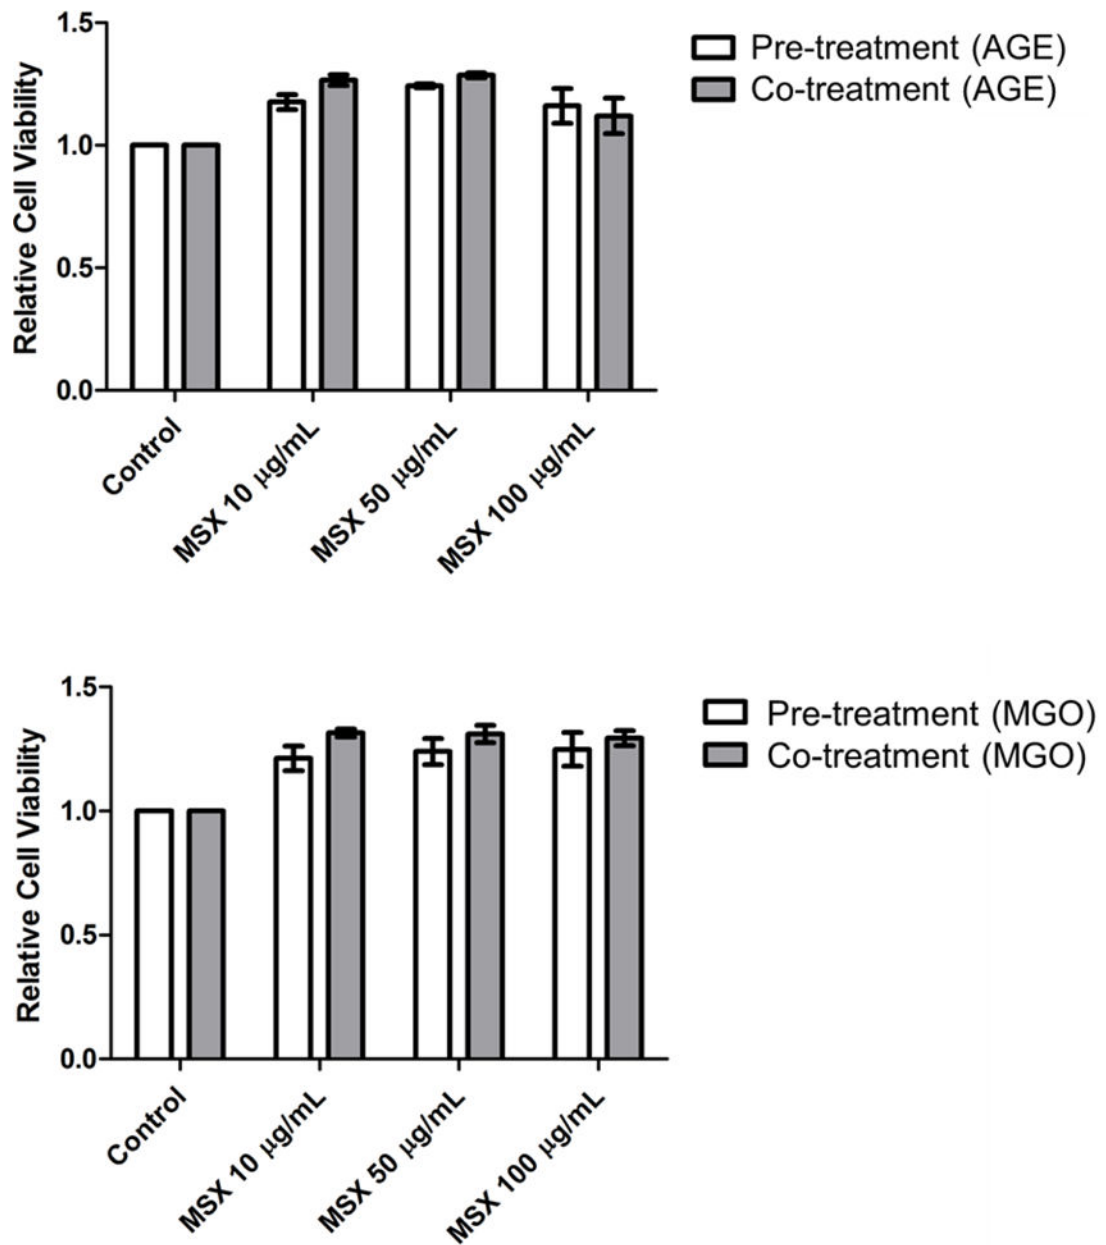 Relative Cell Viability
1.5
1.0
0.5
0.0
Control
MSX 10 μg/mL
MSX 50 μg/mL
MSX 100 μg/mL
Pre-treatment (AGE)
Co-treatment (AGE)
Relative Cell Viability
1.5
1.0
0.5
0.0
Control
MSX 10 μg/mL
MSX 50 μg/mL
MSX 100 μg/mL
Pre-treatment (MGO)
Co-treatment (MGO)